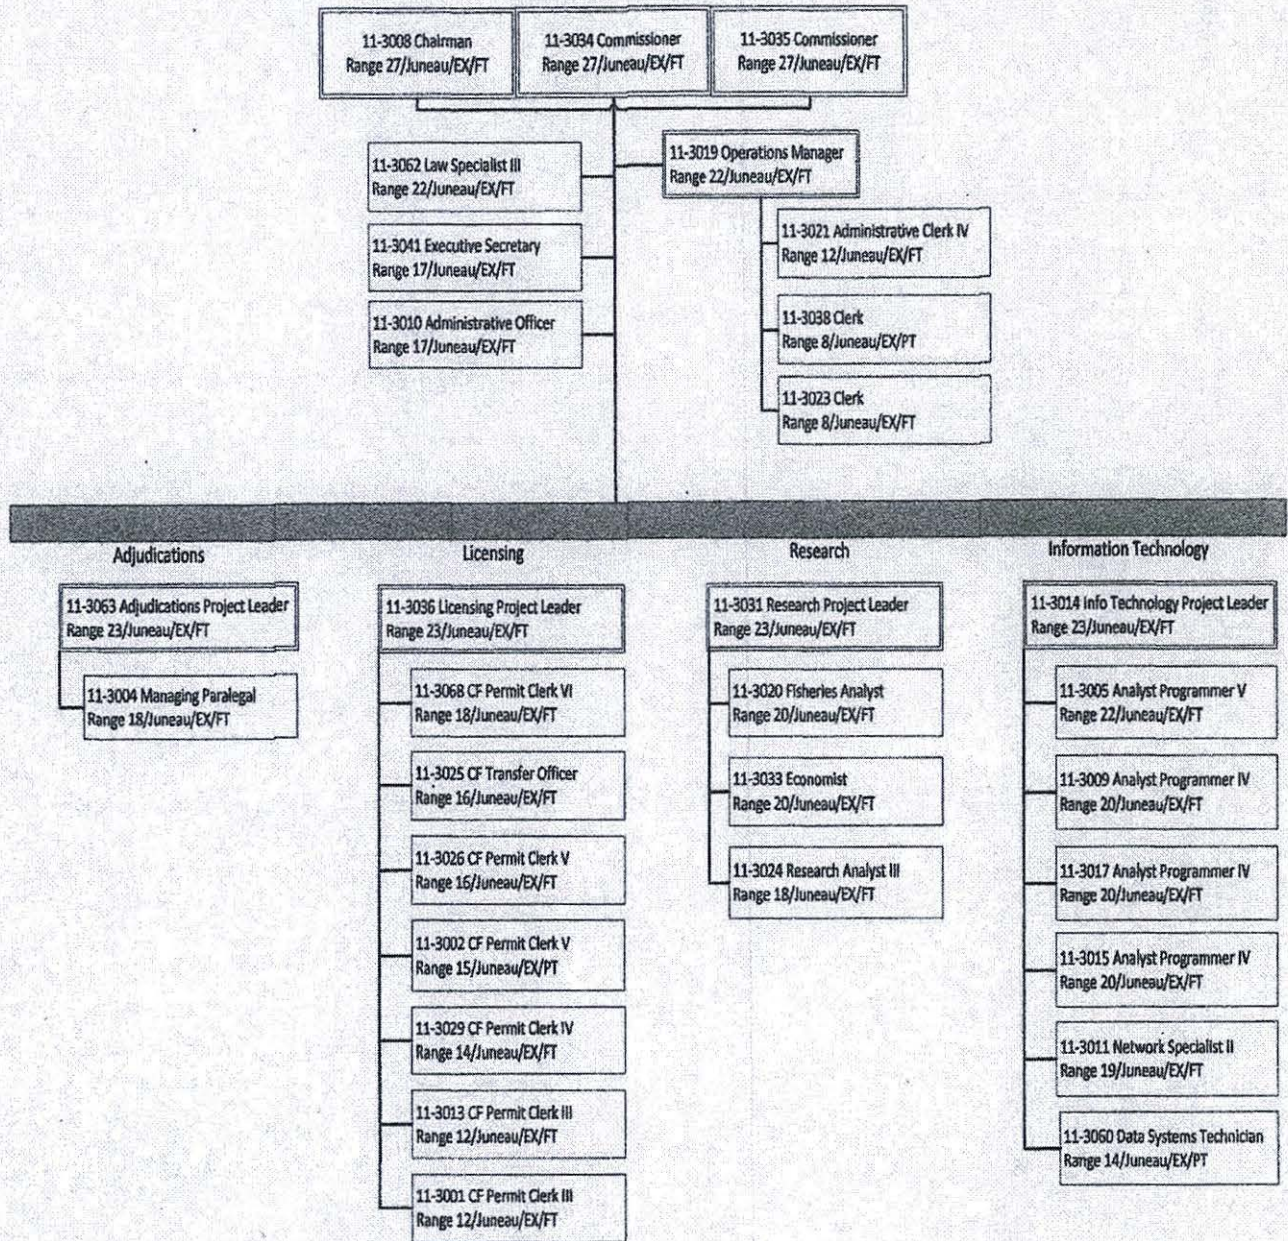 11-3008 Chairman
Range 27/Juneau/EX/FT
11-3034 Commissioner
Range 27/Juneau/EX/FT
11-3035 Commissioner
Range 27/Juneau/EX/FT
11-3062 Law Specialist III
Range 22/Juneau/EX/FT
11-3041 Executive Secretary
Range 17/Juneau/EX/FT
11-3010 Administrative Officer
Range 17/Juneau/EX/FT
11-3019 Operations Manager
Range 22/Juneau/EX/FT
11-3021 Administrative Clerk IV
Range 12/Juneau/EX/FT
11-3038 Clerk
Range 8/Juneau/EX/PT
11-3023 Clerk
Range 8/Juneau/EX/FT
Adjudications
11-3063 Adjudications Project Leader
Range 23/Juneau/EX/FT
11-3004 Managing Paralegal
Range 18/Juneau/EX/FT
Licensing
11-3036 Licensing Project Leader
Range 23/Juneau/EX/FT
11-3068 CF Permit Clerk VI
Range 18/Juneau/EX/FT
11-3025 CF Transfer Officer
Range 16/Juneau/EX/FT
11-3026 CF Permit Clerk V
Range 16/Juneau/EX/FT
11-3002 CF Permit Clerk V
Range 15/Juneau/EX/PT
11-3029 CF Permit Clerk IV
Range 14/Juneau/EX/FT
11-3013 CF Permit Clerk III
Range 12/Juneau/EX/FT
11-3001 CF Permit Clerk III
Range 12/Juneau/EX/FT
Research
11-3031 Research Project Leader
Range 23/Juneau/EX/FT
11-3020 Fisheries Analyst
Range 20/Juneau/EX/FT
11-3033 Economist
Range 20/Juneau/EX/FT
11-3024 Research Analyst III
Range 18/Juneau/EX/FT
Information Technology
11-3014 Info Technology Project Leader
Range 23/Juneau/EX/FT
11-3005 Analyst Programmer V
Range 22/Juneau/EX/FT
11-3009 Analyst Programmer IV
Range 20/Juneau/EX/FT
11-3017 Analyst Programmer IV
Range 20/Juneau/EX/FT
11-3015 Analyst Programmer IV
Range 20/Juneau/EX/FT
11-3011 Network Specialist II
Range 19/Juneau/EX/FT
11-3060 Data Systems Technician
Range 14/Juneau/EX/PT